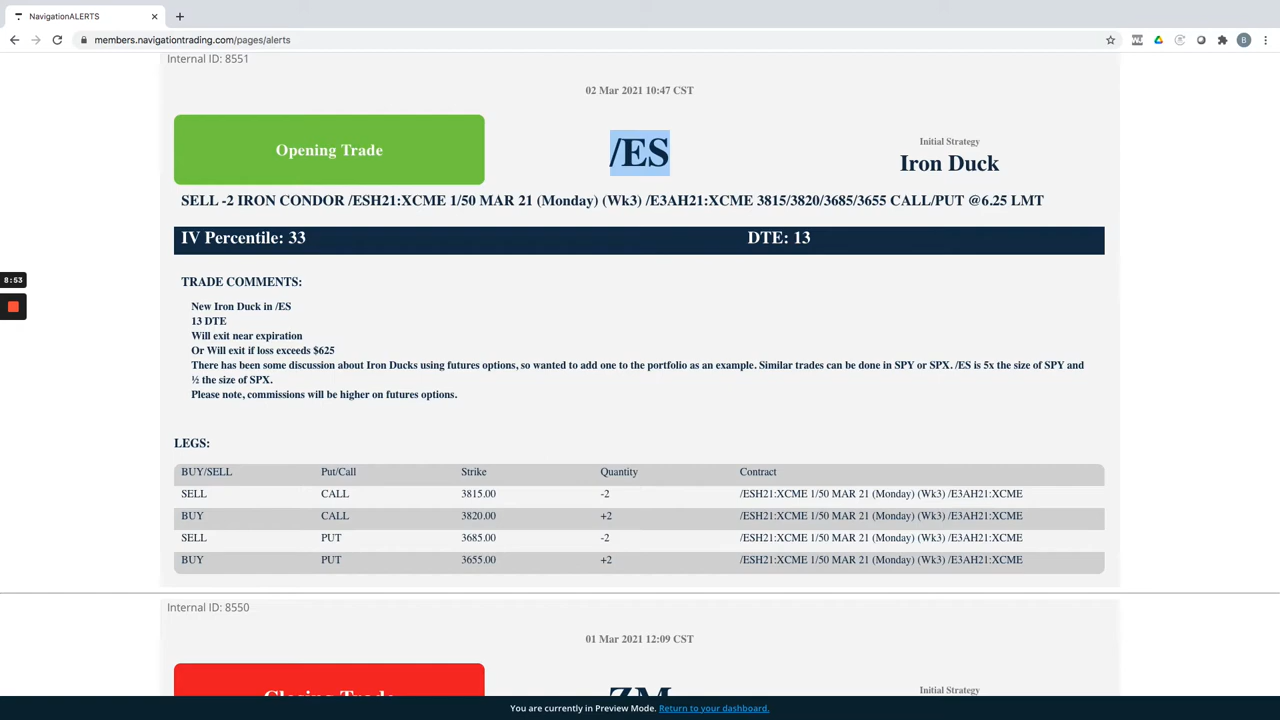 NavigationALERTS
members.navigationtrading.com/pages/alerts
Internal ID: 8551
02 Mar 2021 10:47 CST
Opening Trade
/ES
Initial Strategy
Iron Duck
SELL -2 IRON CONDOR /ESH21:XCME 1/50 MAR 21 (Monday) (Wk3) /E3AH21:XCME 3815/3820/3685/3655 CALL/PUT @6.25 LMT
IV Percentile: 33 DTE: 13
8:53
TRADE COMMENTS:
New Iron Duck in /ES
13 DTE
Will exit near expiration
Or Will exit if loss exceeds $625
There has been some discussion about Iron Ducks using futures options, so wanted to add one to the portfolio as an example. Similar trades can be done in SPY or SPX. /ES is 5x the size of SPY and
½ the size of SPX.
Please note, commissions will be higher on futures options.
LEGS:
BUY/SELL Put/Call Strike Quantity Contract
SELL CALL 3815.00 -2 /ESH21:XCME 1/50 MAR 21 (Monday) (Wk3) /E3AH21:XCME
BUY CALL 3820.00 +2 /ESH21:XCME 1/50 MAR 21 (Monday) (Wk3) /E3AH21:XCME
SELL PUT 3685.00 -2 /ESH21:XCME 1/50 MAR 21 (Monday) (Wk3) /E3AH21:XCME
BUY PUT 3655.00 +2 /ESH21:XCME 1/50 MAR 21 (Monday) (Wk3) /E3AH21:XCME
Internal ID: 8550
01 Mar 2021 12:09 CST
Closing Trade
ZM
Initial Strategy
You are currently in Preview Mode. Return to your dashboard.